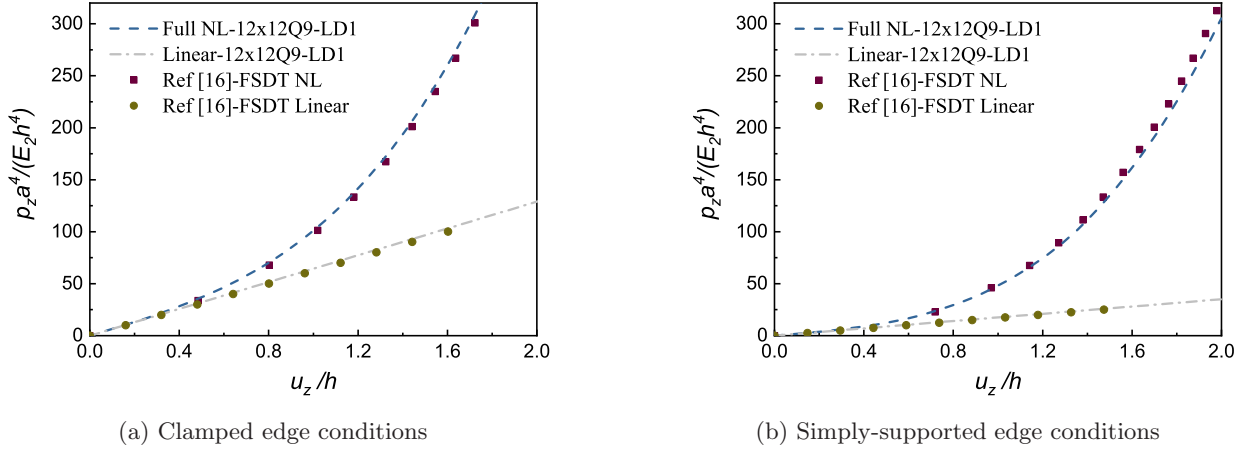 300
250
200
150
100
50
0
0.0 0.4 0.8 1.2 1.6 2.0
p_z a^4/(E_2 h^4)
u_z /h
Full NL-12x12Q9-LD1
Linear-12x12Q9-LD1
Ref [16]-FSDT NL
Ref [16]-FSDT Linear
(a) Clamped edge conditions
300
250
200
150
100
50
0
0.0 0.4 0.8 1.2 1.6 2.0
p_z a^4/(E_2 h^4)
u_z /h
Full NL-12x12Q9-LD1
Linear-12x12Q9-LD1
Ref [16]-FSDT NL
Ref [16]-FSDT Linear
(b) Simply-supported edge conditions